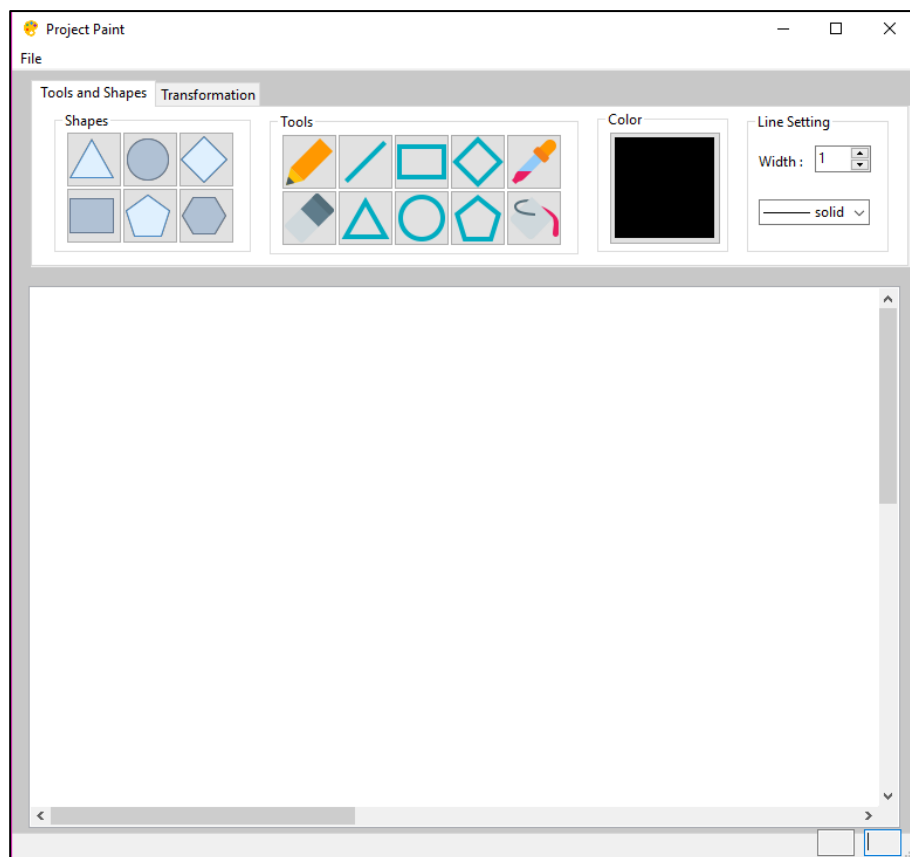 Project Paint
File
Tools and Shapes
Transformation
Shapes
Tools
Color
Line Setting
Width :
1
solid